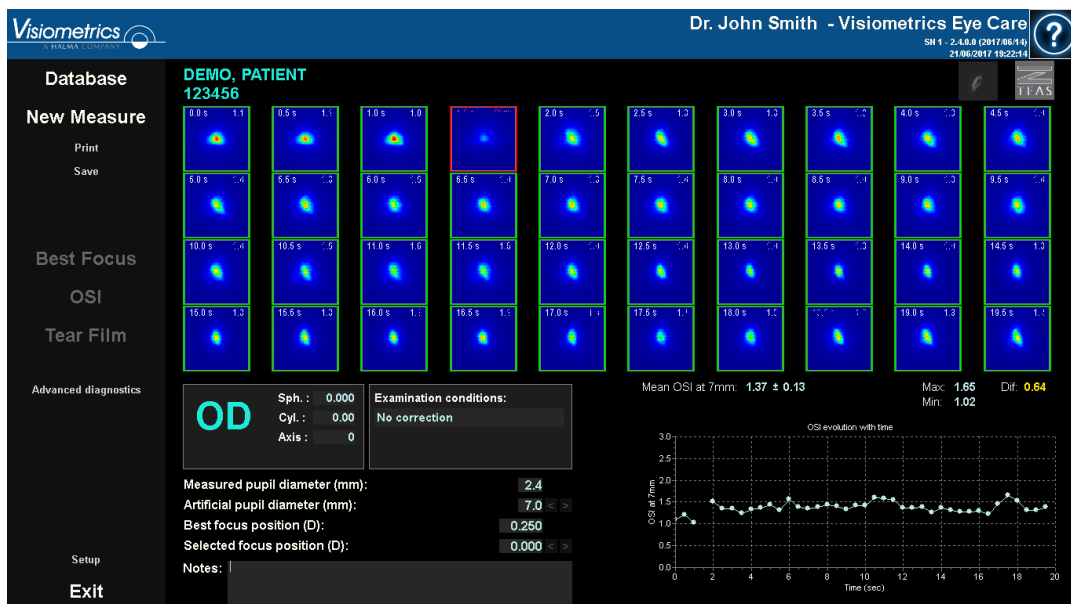 Visiometrics
A HALMA COMPANY
Dr. John Smith - Visiometrics Eye Care
SN 1 - 2.4.0.0 (2017/06/14)
21/06/2017 19:22:14
?
Database
New Measure
Print
Save
Best Focus
OSI
Tear Film
Advanced diagnostics
Setup
Exit
DEMO, PATIENT
123456
TFAS
0.0 s 1.1 0.5 s 1.0 s 1.0 2.0 s 2.5 s 1.3 3.0 s 1.3 3.5 s 4.0 s 1.3 4.5 s
5.0 s 5.5 s 6.0 s 6.5 s 7.0 s 7.5 s 8.0 s 8.5 s 9.0 s 9.5 s
10.0 s 10.5 s 11.0 s 1.6 11.5 s 12.0 s 12.5 s 13.0 s 13.5 s 14.0 s 14.5 s 1.3
15.0 s 1.3 15.5 s 1.3 16.0 s 16.5 s 17.0 s 17.5 s 18.0 s 19.0 s 1.3 19.5 s
OD
Sph. : 0.000
Cyl. : 0.00
Axis : 0
Examination conditions:
No correction
Measured pupil diameter (mm): 2.4
Artificial pupil diameter (mm): 7.0 < >
Best focus position (D): 0.250
Selected focus position (D): 0.000 < >
Notes:
Mean OSI at 7mm: 1.37 ± 0.13
Max: 1.65 Dif: 0.64
Min: 1.02
OSI evolution with time
OSI at 7mm
3.0
2.5
2.0
1.5
1.0
0.5
0.0
0 2 4 6 8 10 12 14 16 18 20
Time (sec)